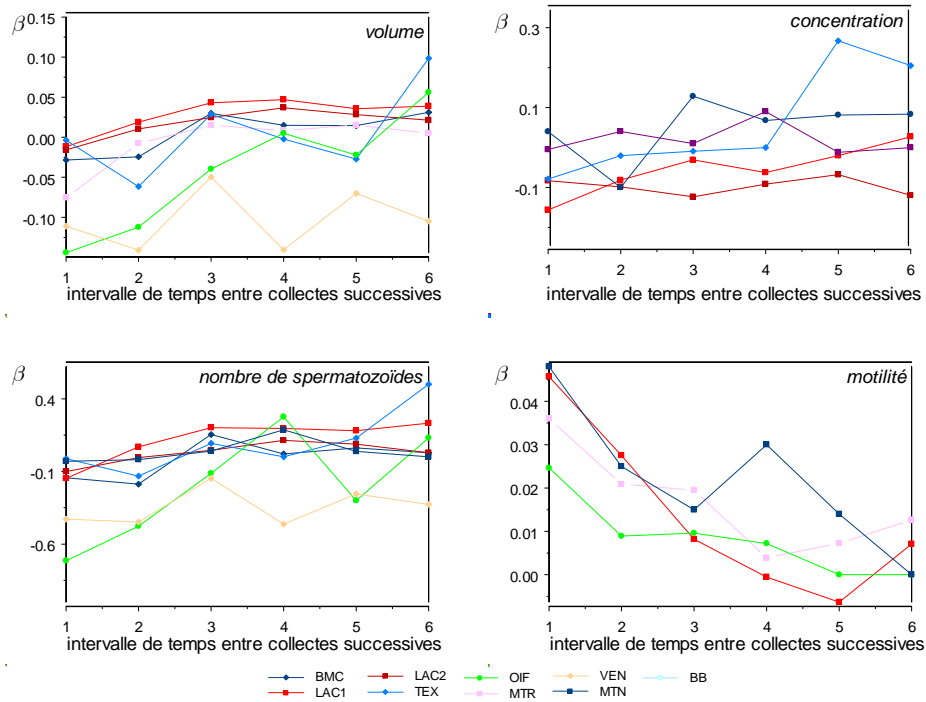 β
volume
0.15
0.10
0.05
0.00
-0.05
-0.10
1 2 3 4 5 6
intervalle de temps entre collectes successives
β
concentration
0.3
0.1
-0.1
1 2 3 4 5 6
intervalle de temps entre collectes successives
β
nombre de spermatozoïdes
0.4
-0.1
-0.6
1 2 3 4 5 6
intervalle de temps entre collectes successives
β
motilité
0.04
0.03
0.02
0.01
0.00
1 2 3 4 5 6
intervalle de temps entre collectes successives
BMC LAC2 OIF VEN BB
LAC1 TEX MTR MTN